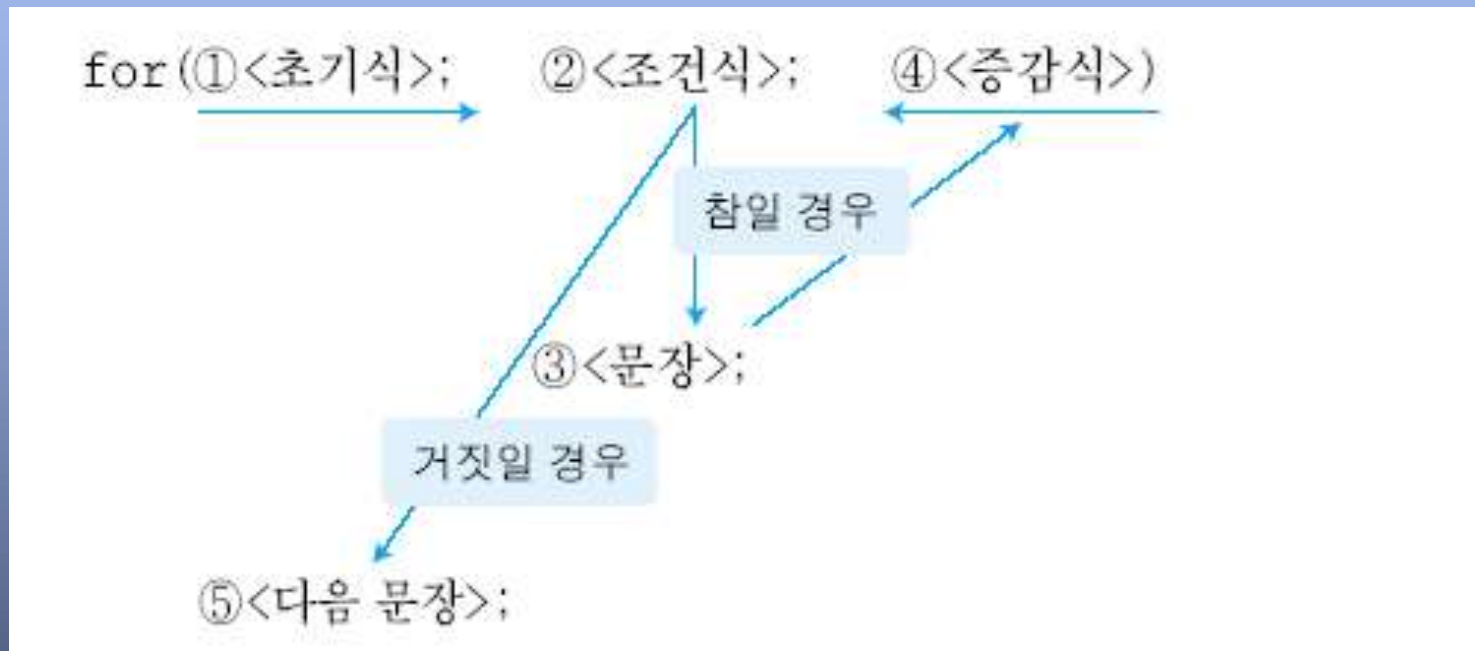 for(①<초기식>; ②<조건식>; ④<증감식>)
참일 경우
③<문장>;
거짓일 경우
⑤<다음 문장>;